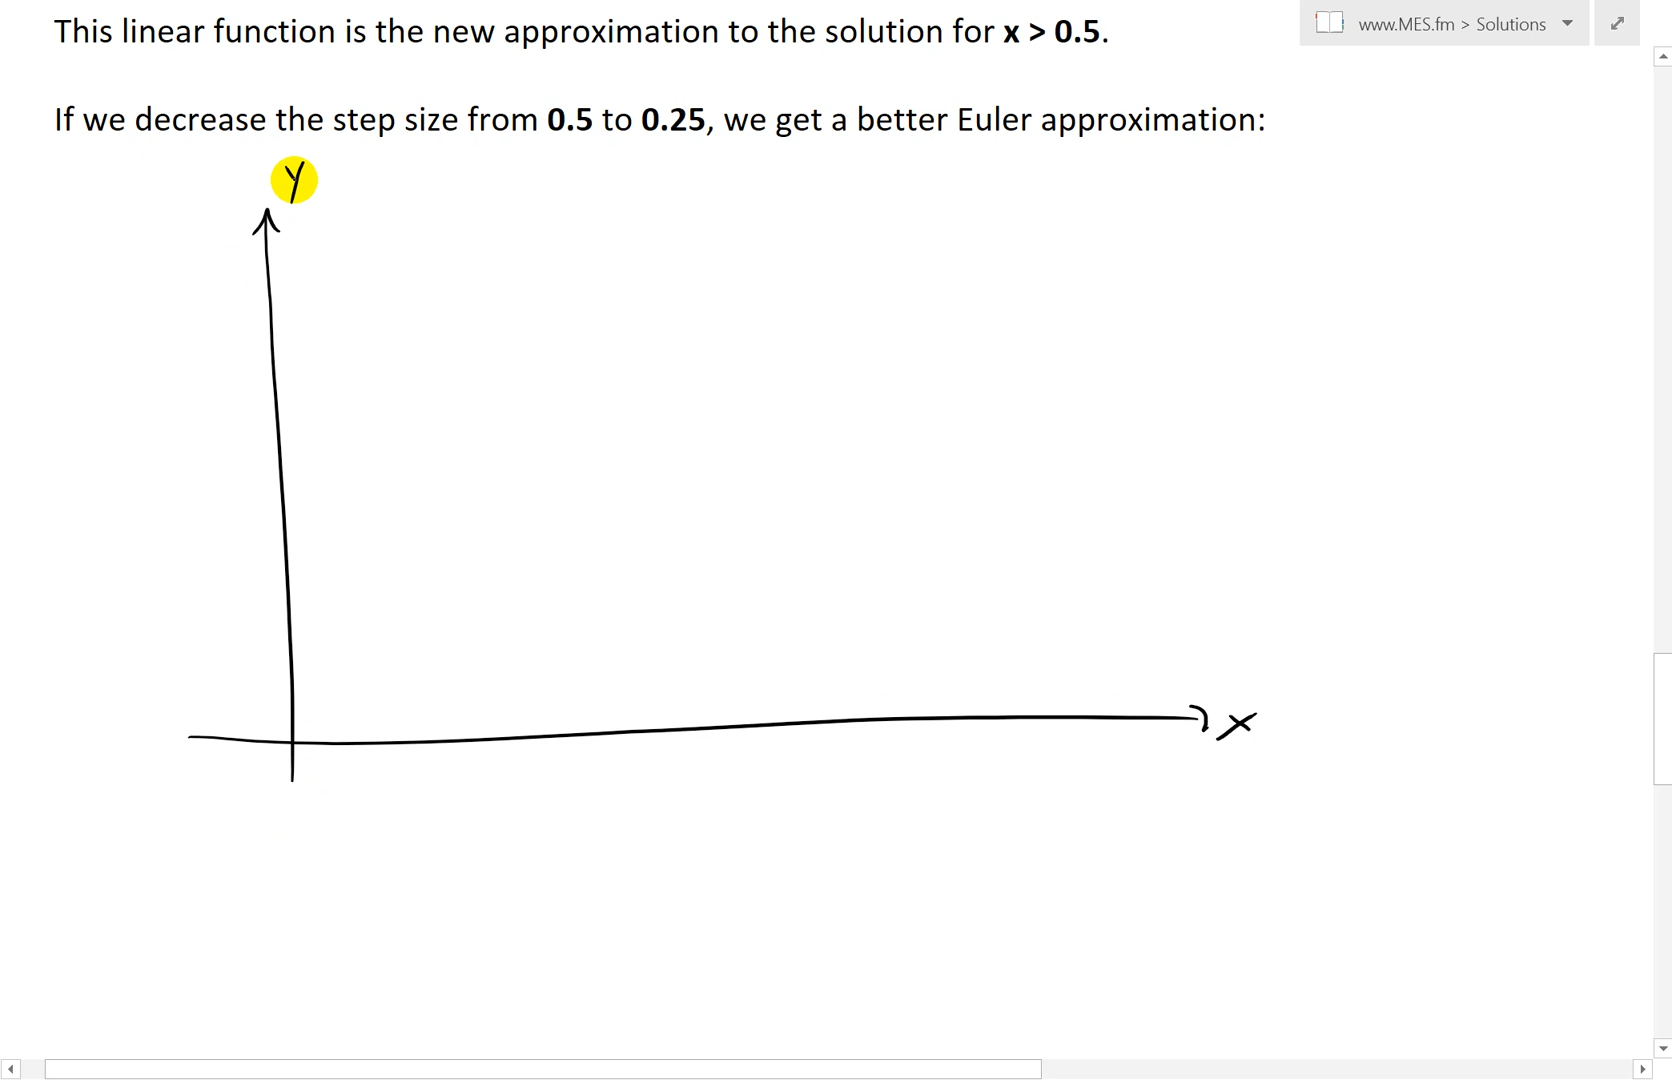 This linear function is the new approximation to the solution for x > 0.5.
www.MES.fm > Solutions
If we decrease the step size from 0.5 to 0.25, we get a better Euler approximation:
y
x